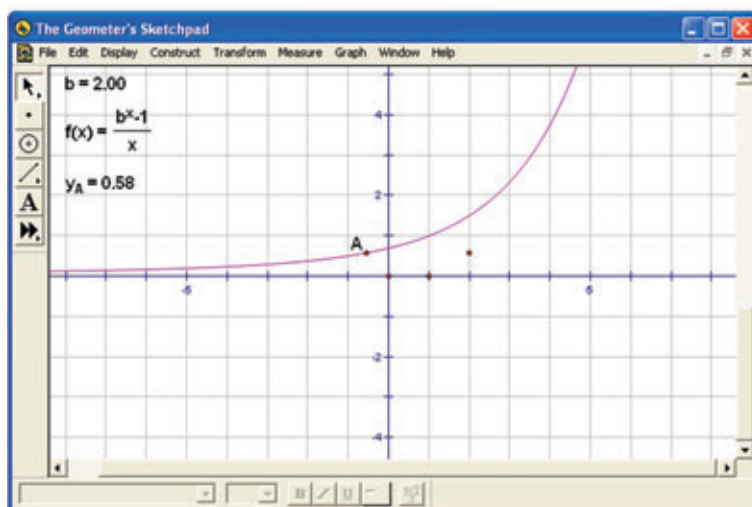 The Geometer's Sketchpad
File Edit Display Construct Transform Measure Graph Window Help
b = 2.00
f(x) = b^x-1 / x
y_A = 0.58
A
A
4
2
-5
5
-2
-4
B I U